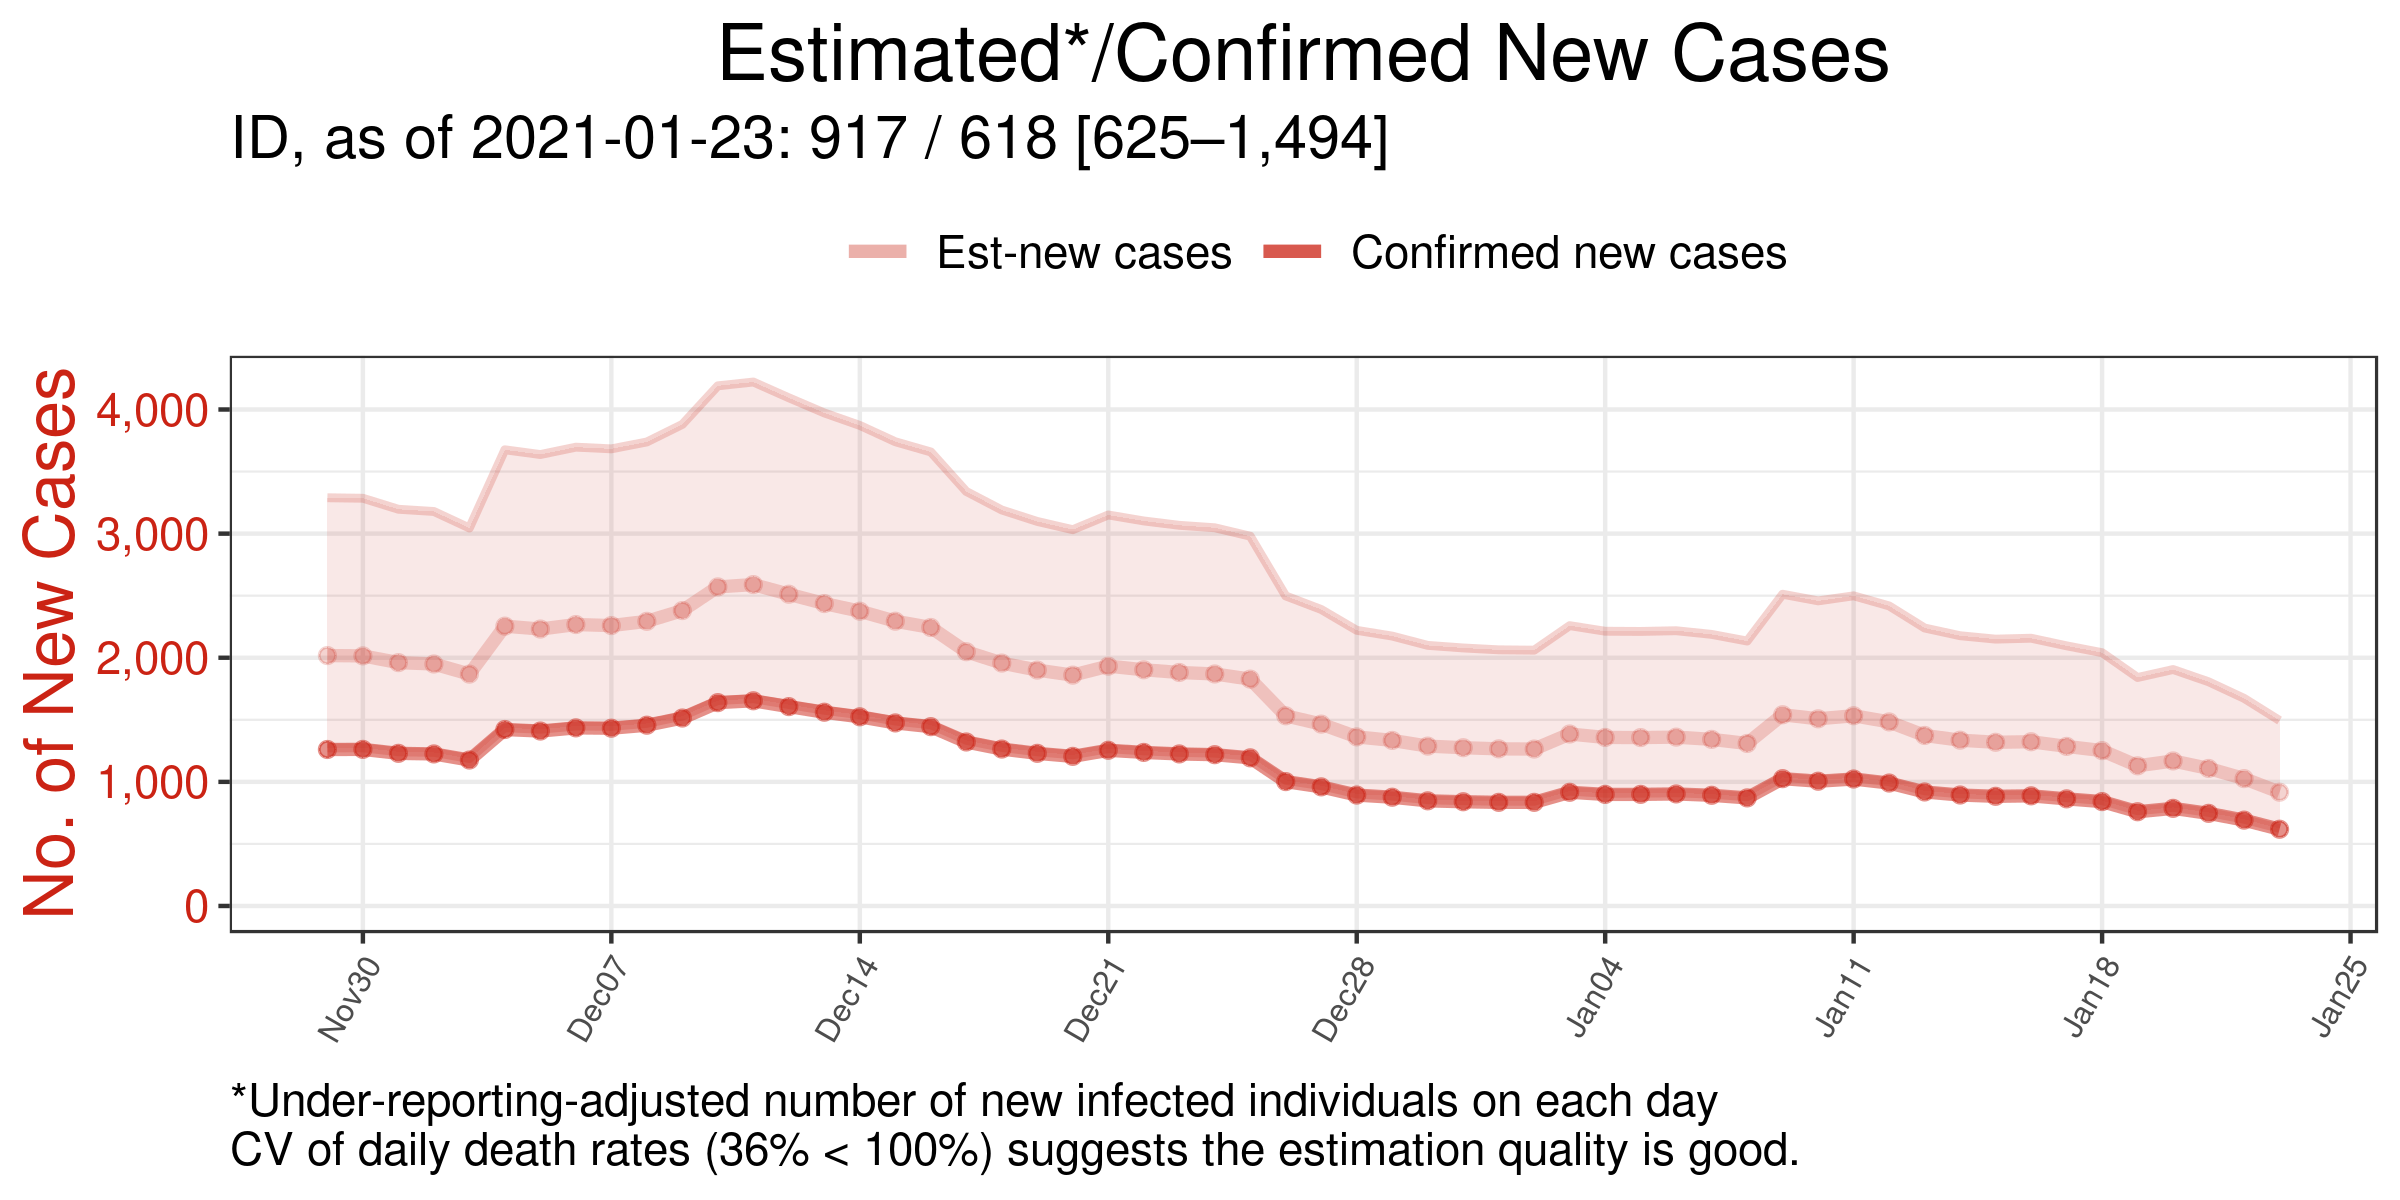 Estimated*/Confirmed New Cases
ID, as of 2021-01-23: 917 / 618 [625–1,494]
Est-new cases
Confirmed new cases
No. of New Cases
4,000
3,000
2,000
1,000
0
Nov30
Dec07
Dec14
Dec21
Dec28
Jan04
Jan11
Jan18
Jan25
*Under-reporting-adjusted number of new infected individuals on each day
CV of daily death rates (36% < 100%) suggests the estimation quality is good.